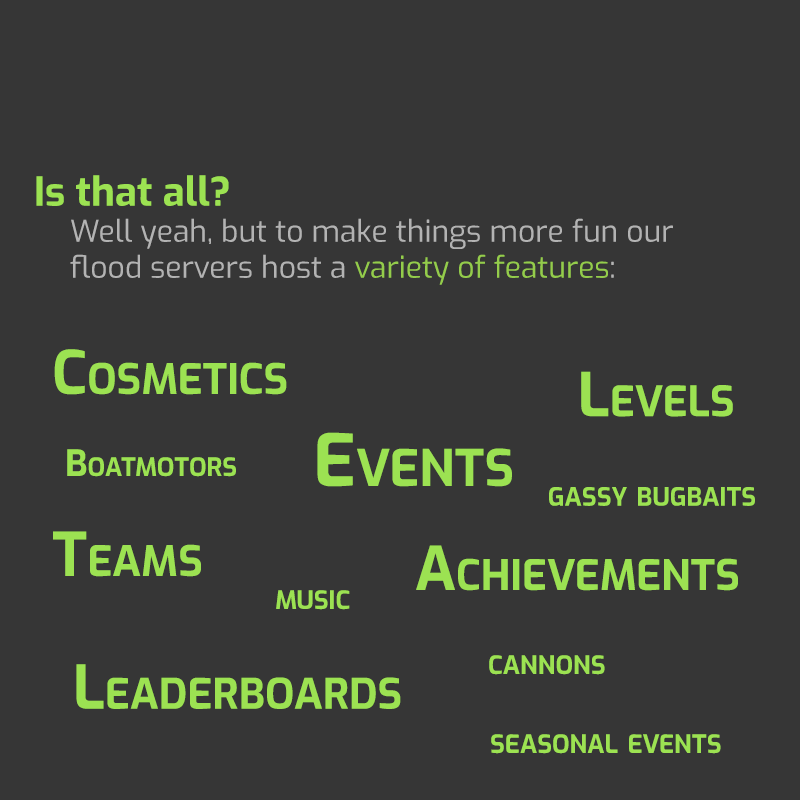 Is that all?
Well yeah, but to make things more fun our
flood servers host a variety of features:
Cosmetics
Levels
Boatmotors
Events
gassy bugbaits
Teams
Achievements
music
cannons
Leaderboards
seasonal events